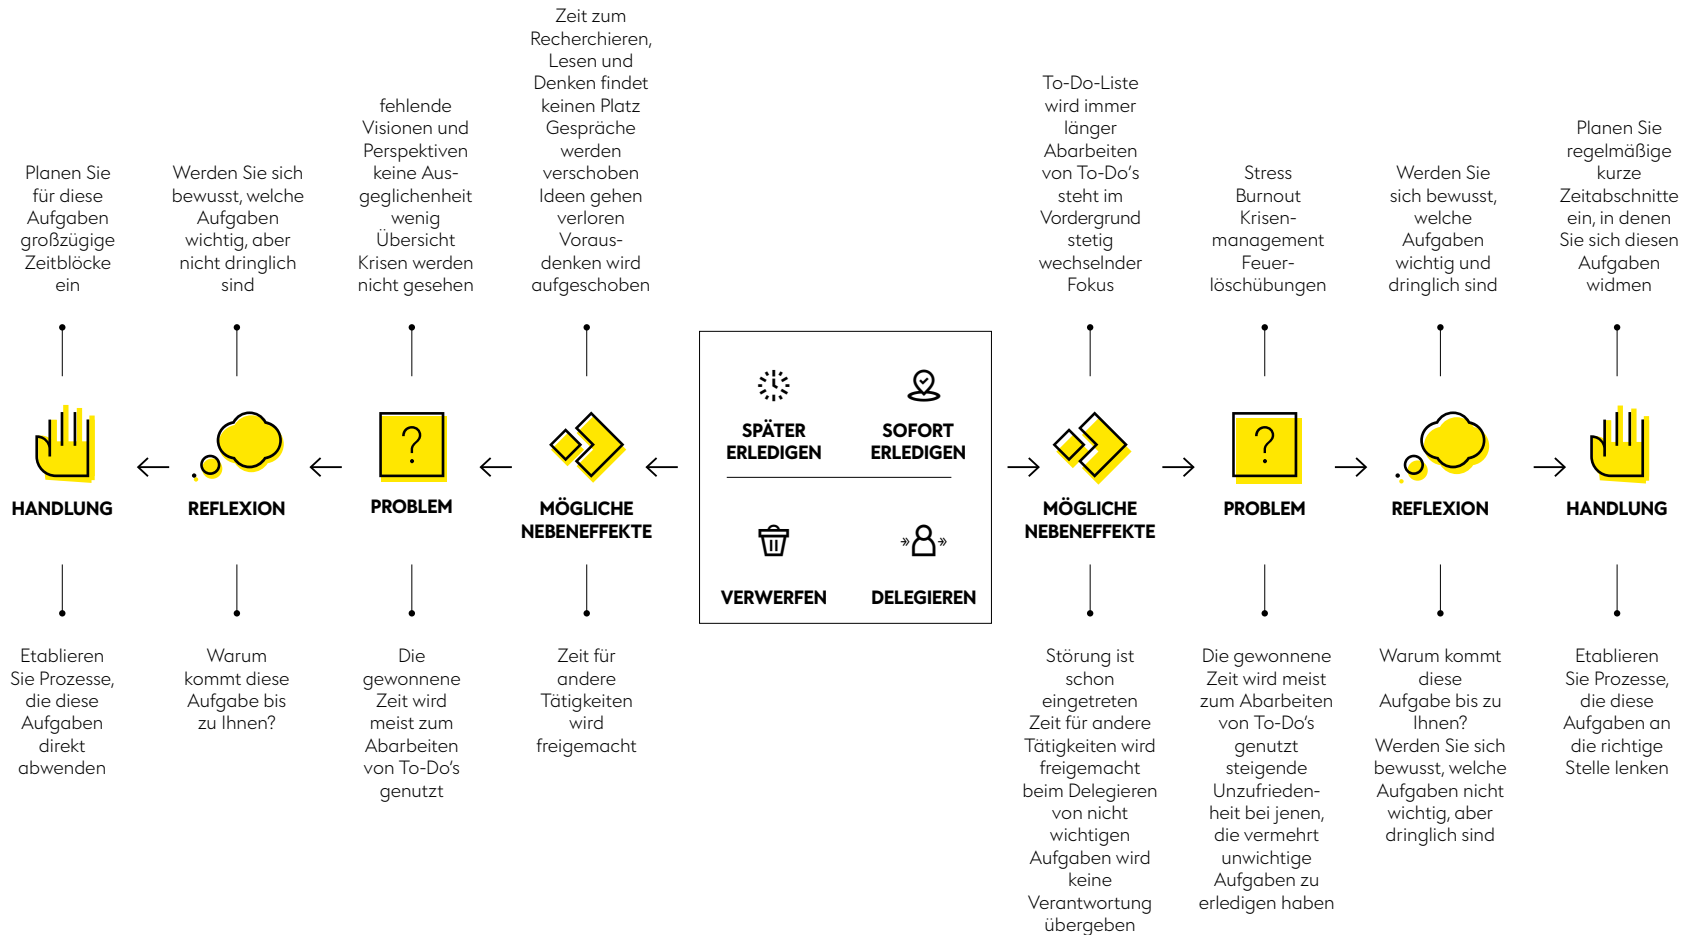 Planen Sie
für diese
Aufgaben
großzügige
Zeitblöcke
ein
Werden Sie sich
bewusst, welche
Aufgaben
wichtig, aber
nicht dringlich
sind
fehlende
Visionen und
Perspektiven
keine Aus-
geglichenheit
wenig
Übersicht
Krisen werden
nicht gesehen
Zeit zum
Recherchieren,
Lesen und
Denken findet
keinen Platz
Gespräche
werden
verschoben
Ideen gehen
verloren
Voraus-
denken wird
aufgeschoben
To-Do-Liste
wird immer
länger
Abarbeiten
von To-Do's
steht im
Vordergrund
stetig
wechselnder
Fokus
Stress
Burnout
Krisen-
management
Feuer-
löschübungen
Werden Sie
sich bewusst,
welche
Aufgaben
wichtig und
dringlich sind
Planen Sie
regelmäßige
kurze
Zeitabschnitte
ein, in denen
Sie sich diesen
Aufgaben
widmen
HANDLUNG
REFLEXION
?
PROBLEM
MÖGLICHE
NEBENEFFEKTE
SPÄTER
ERLEDIGEN
SOFORT
ERLEDIGEN
VERWERFEN
DELEGIEREN
MÖGLICHE
NEBENEFFEKTE
?
PROBLEM
REFLEXION
HANDLUNG
Etablieren
Sie Prozesse,
die diese
Aufgaben
direkt
abwenden
Warum
kommt diese
Aufgabe bis
zu Ihnen?
Die
gewonnene
Zeit wird
meist zum
Abarbeiten
von To-Do's
genutzt
Zeit für
andere
Tätigkeiten
wird
freigemacht
Störung ist
schon
eingetreten
Zeit für andere
Tätigkeiten wird
freigemacht
beim Delegieren
von nicht
wichtigen
Aufgaben wird
keine
Verantwortung
übergeben
Die gewonnene
Zeit wird meist
zum Abarbeiten
von To-Do's
genutzt
steigende
Unzufrieden-
heit bei jenen,
die vermehrt
unwichtige
Aufgaben zu
erledigen haben
Warum kommt
diese
Aufgabe bis zu
Ihnen?
Werden Sie sich
bewusst, welche
Aufgaben nicht
wichtig, aber
dringlich sind
Etablieren
Sie Prozesse,
die diese
Aufgaben an
die richtige
Stelle lenken